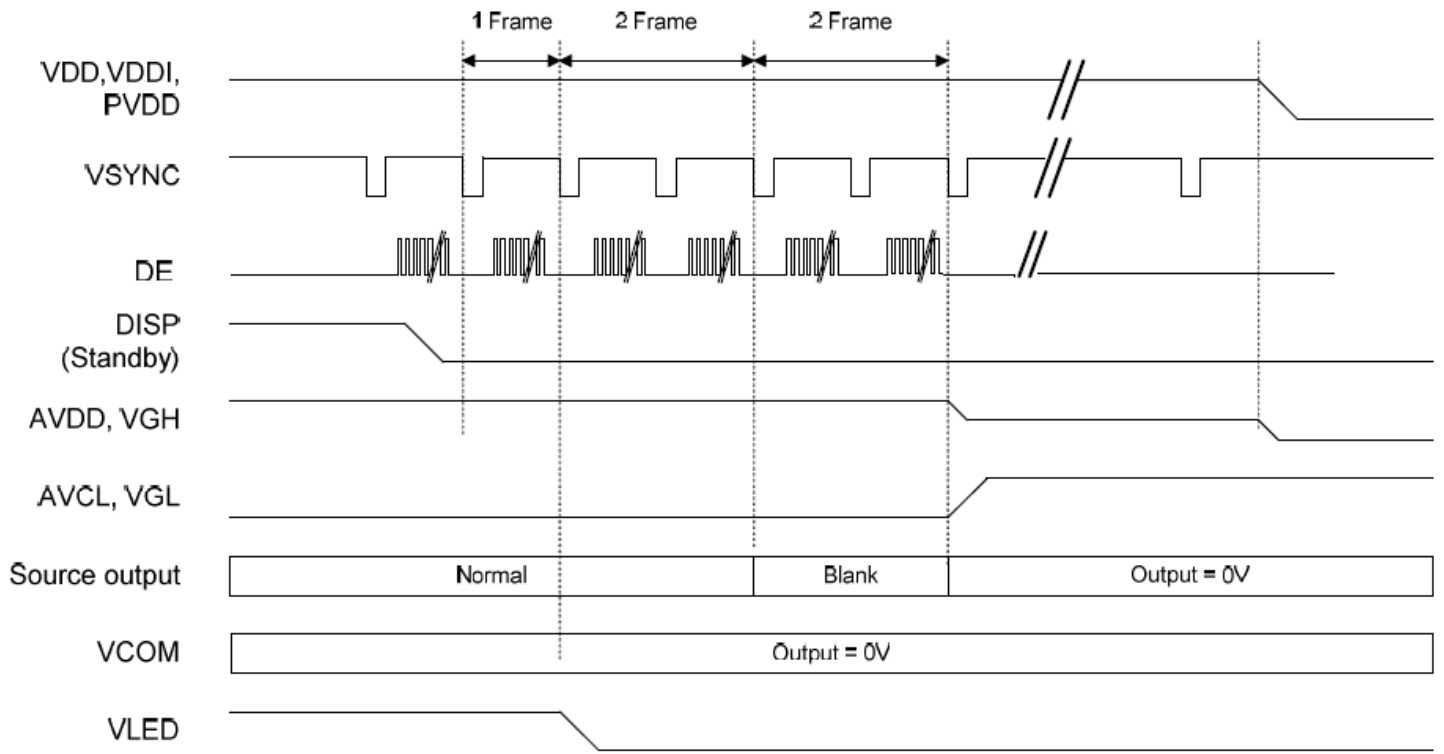 1 Frame 2 Frame 2 Frame
VDD,VDDI,
PVDD
VSYNC
DE
DISP
(Standby)
AVDD, VGH
AVCL, VGL
Source output Normal Blank Output = 0V
VCOM Output = 0V
VLED